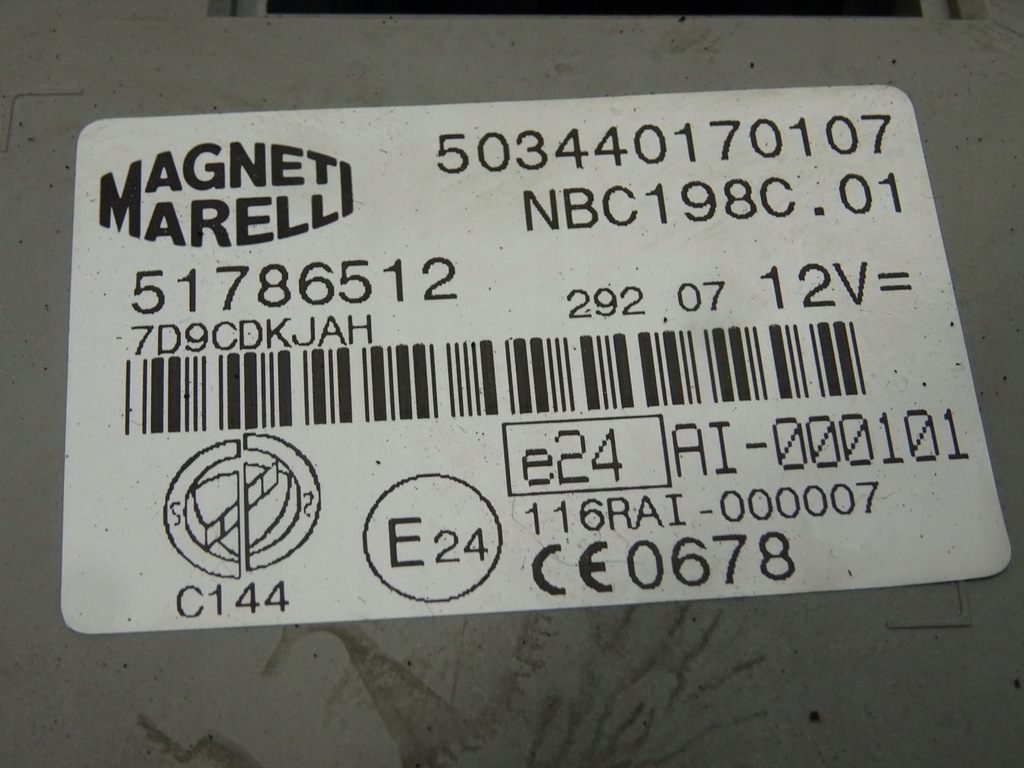 MAGNETI
MARELLI
503440170107
NBC198C.01
51786512
292.07 12V=
7D9CDKJAH
e24 AI-000101
116RAI-000007
E24
CE0678
C144